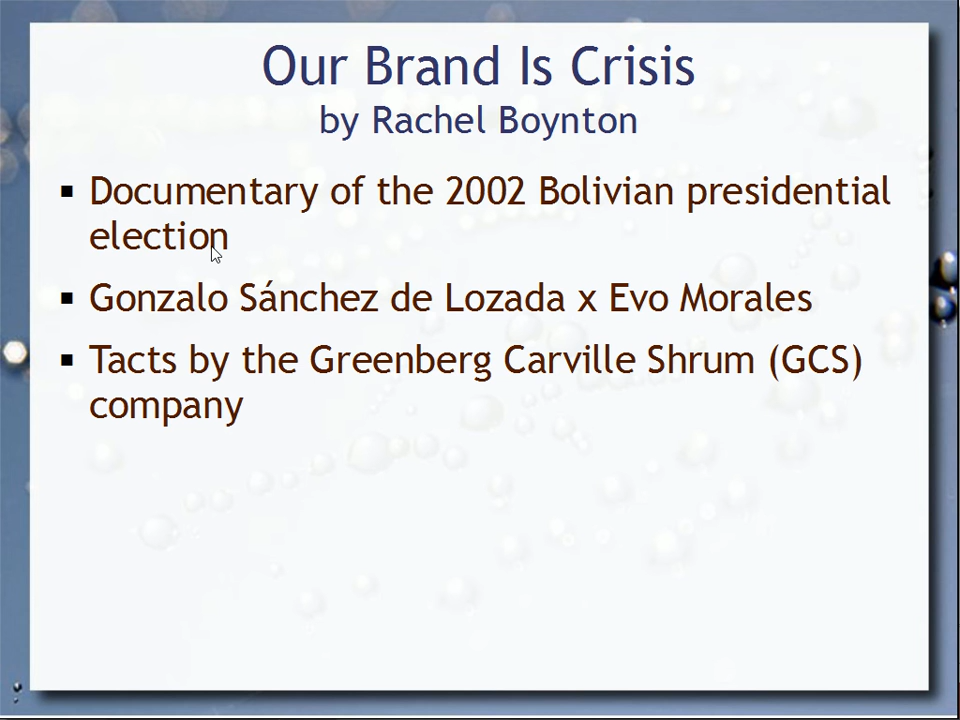 Our Brand Is Crisis
by Rachel Boynton
▪ Documentary of the 2002 Bolivian presidential
election
▪ Gonzalo Sánchez de Lozada x Evo Morales
▪ Tacts by the Greenberg Carville Shrum (GCS)
company